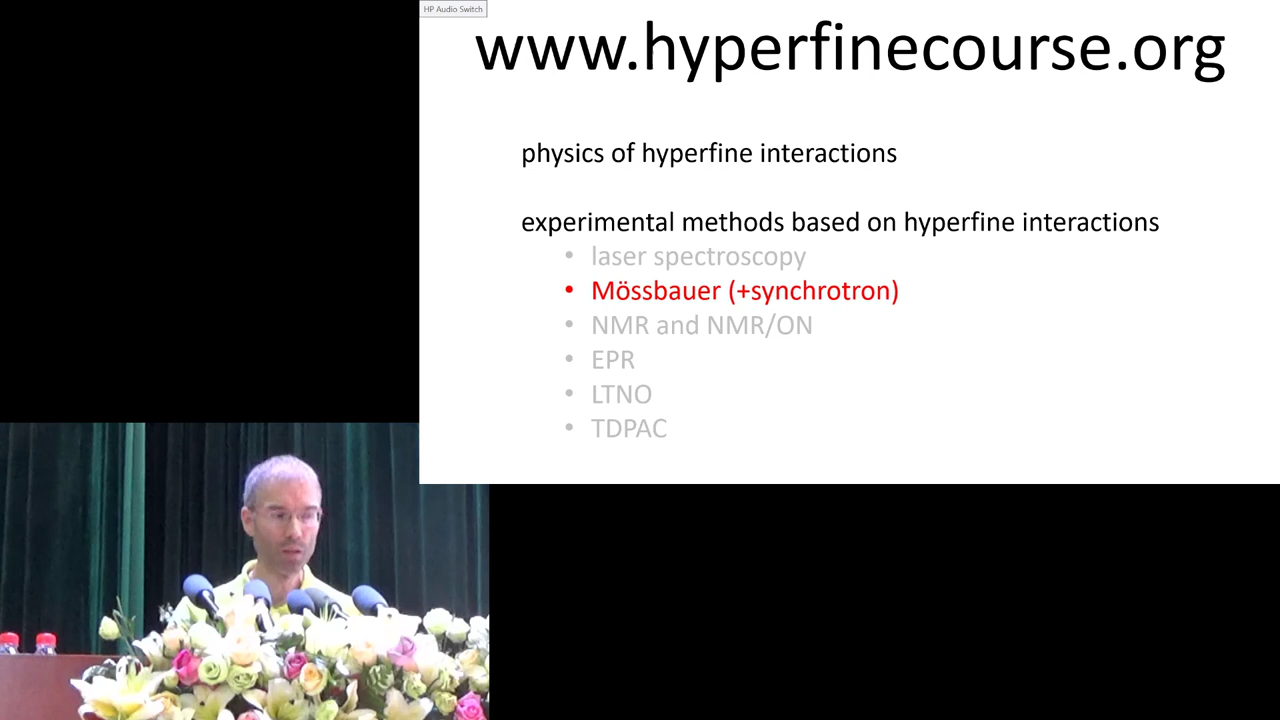 HP Audio Switch
www.hyperfinecourse.org
physics of hyperfine interactions
experimental methods based on hyperfine interactions
• laser spectroscopy
• Mössbauer (+synchrotron)
• NMR and NMR/ON
• EPR
• LTNO
• TDPAC